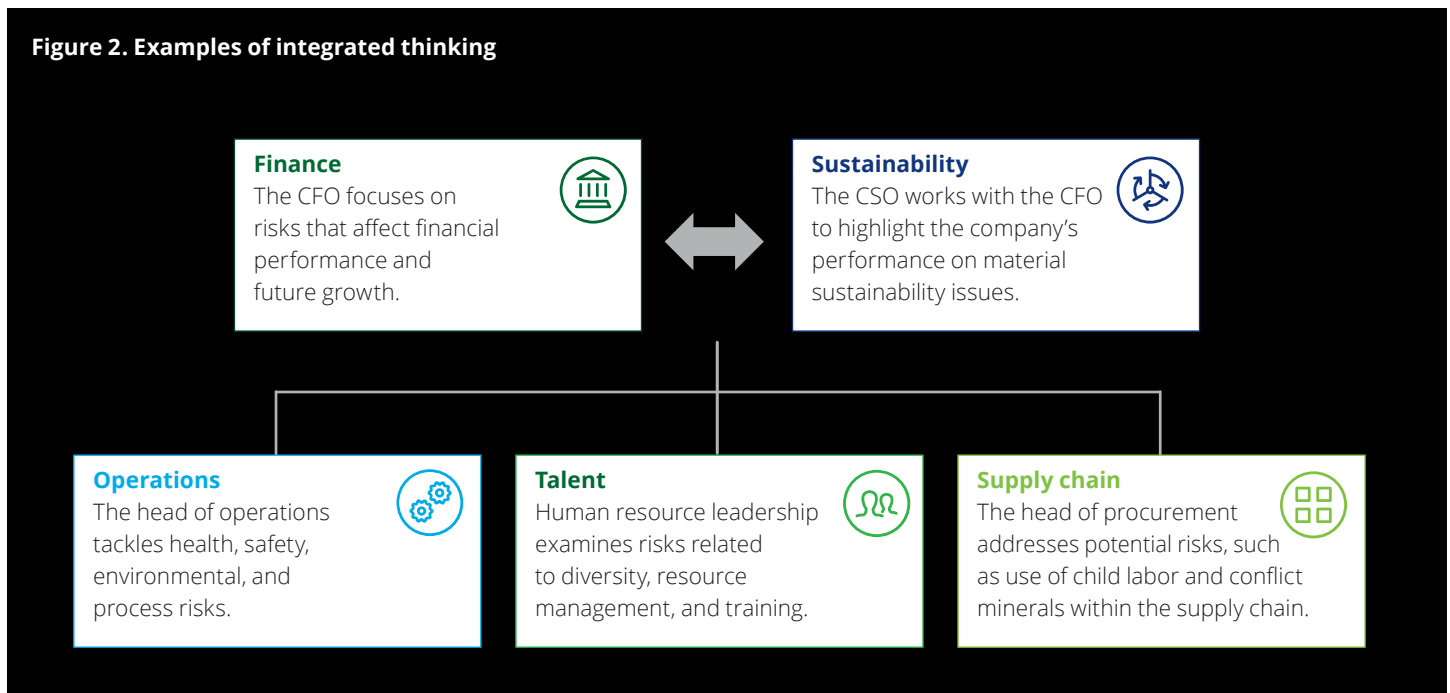 Figure 2. Examples of integrated thinking
Finance
The CFO focuses on
risks that affect financial
performance and
future growth.
Sustainability
The CSO works with the CFO
to highlight the company’s
performance on material
sustainability issues.
Operations
The head of operations
tackles health, safety,
environmental, and
process risks.
Talent
Human resource leadership
examines risks related
to diversity, resource
management, and training.
Supply chain
The head of procurement
addresses potential risks, such
as use of child labor and conflict
minerals within the supply chain.